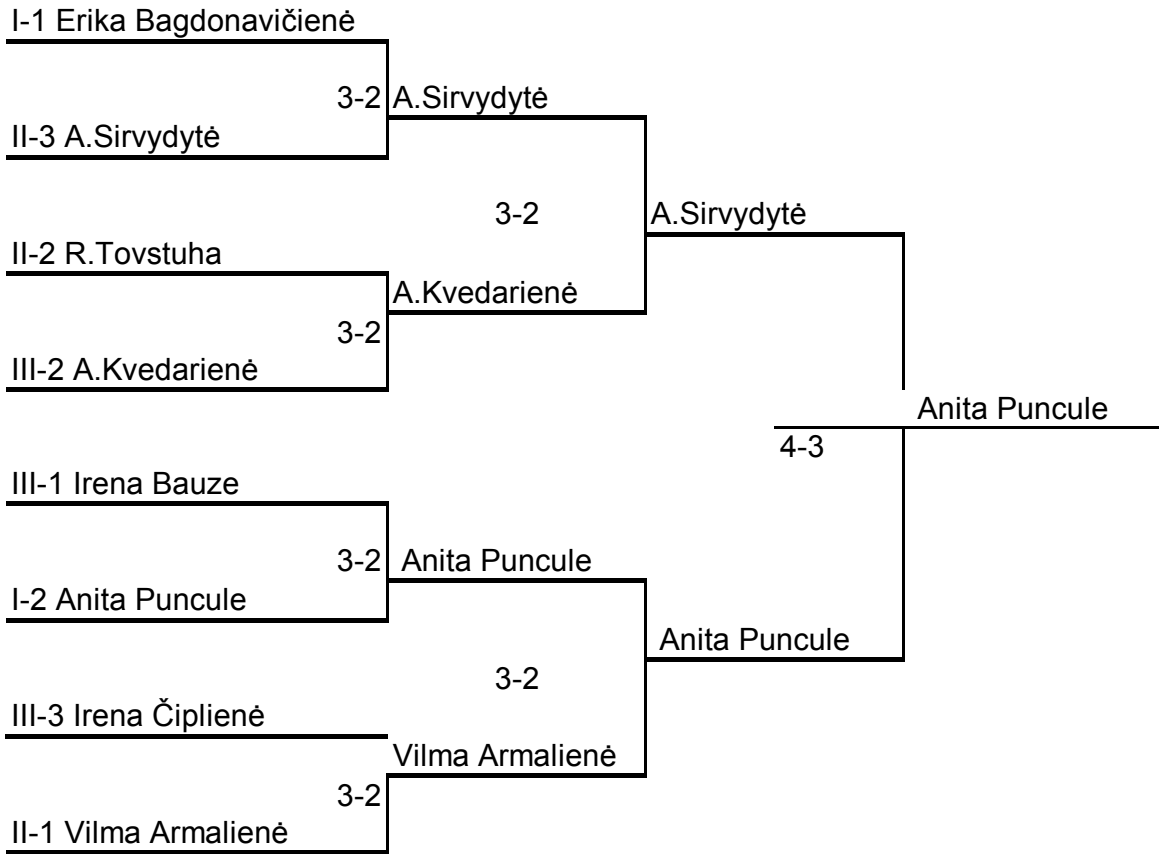 I-1 Erika Bagdonavičienė
3-2 A.Sirvydytė
II-3 A.Sirvydytė
3-2 A.Sirvydytė
II-2 R.Tovstuha
A.Kvedarienė
3-2
III-2 A.Kvedarienė
Anita Puncule
4-3
III-1 Irena Bauze
3-2 Anita Puncule
I-2 Anita Puncule
Anita Puncule
3-2
III-3 Irena Čiplienė
Vilma Armalienė
3-2
II-1 Vilma Armalienė